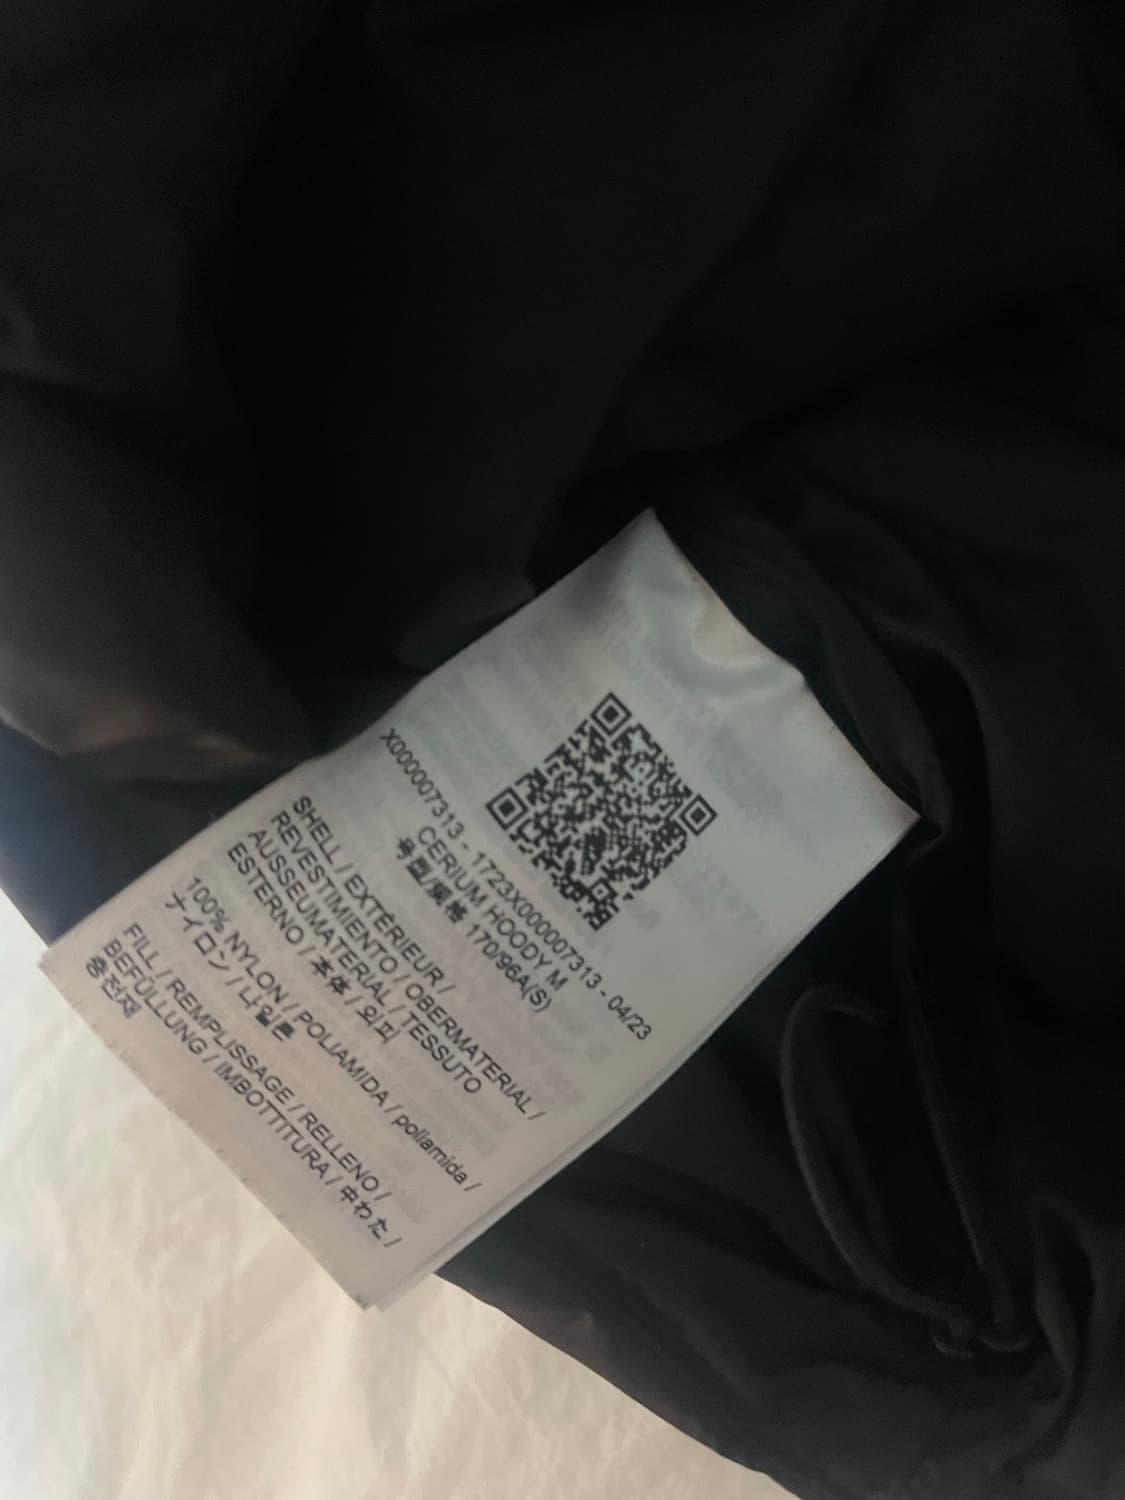 X000007313 - 1723X000007313 - 04/23
CERIUM HOODY M
号型/规格 170/96A(S)
SHELL / EXTÉRIEUR /
REVESTIMIENTO / OBERMATERIAL /
AUSSEUMATERIAL / TESSUTO
ESTERNO / 本体 / 외피
100% NYLON / POLIAMIDA / poliamida /
ナイロン / 나일론
FILL / REMPLISSAGE / RELLENO /
BEFÜLLUNG / IMBOTTITURA / 中わた /
충전재